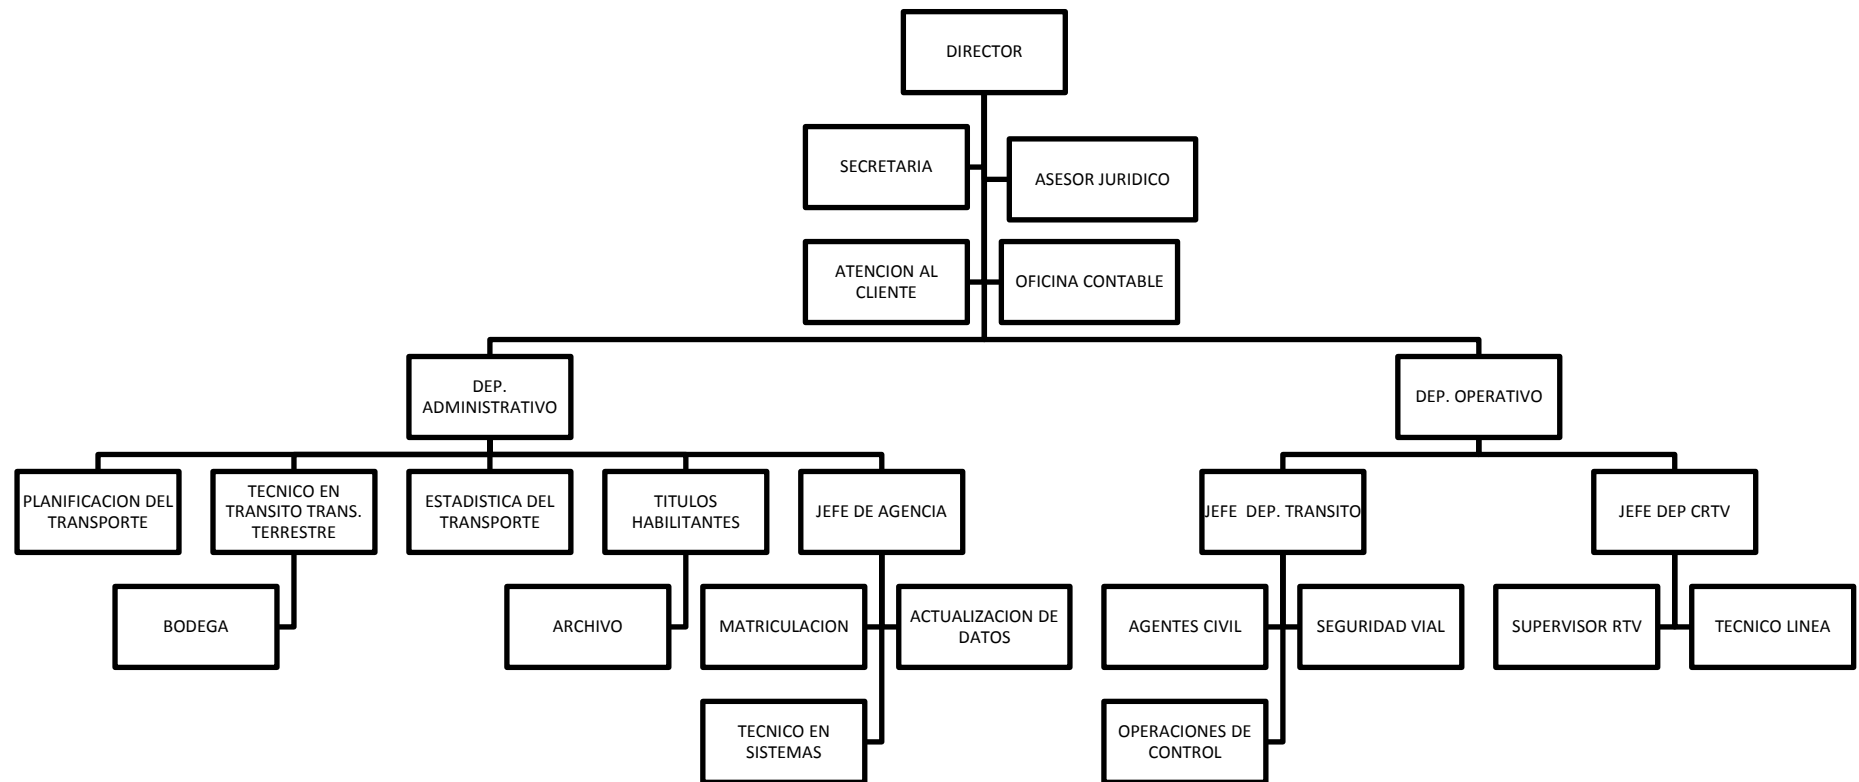 DIRECTOR
SECRETARIA
ASESOR JURIDICO
ATENCION AL
CLIENTE
OFICINA CONTABLE
DEP.
ADMINISTRATIVO
DEP. OPERATIVO
PLANIFICACION DEL
TRANSPORTE
TECNICO EN
TRANSITO TRANS.
TERRESTRE
ESTADISTICA DEL
TRANSPORTE
TITULOS
HABILITANTES
JEFE DE AGENCIA
JEFE DEP. TRANSITO
JEFE DEP CRTV
BODEGA
ARCHIVO
MATRICULACION
ACTUALIZACION DE
DATOS
AGENTES CIVIL
SEGURIDAD VIAL
SUPERVISOR RTV
TECNICO LINEA
TECNICO EN
SISTEMAS
OPERACIONES DE
CONTROL